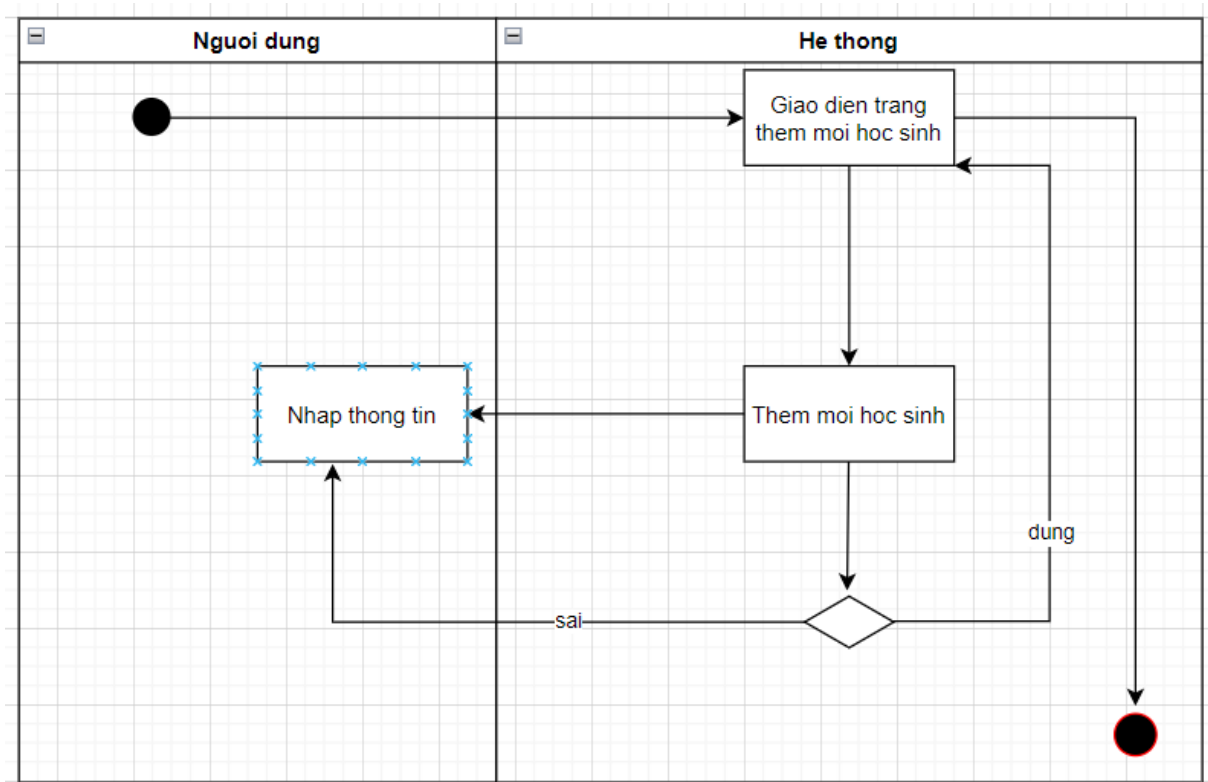 Nguoi dung
He thong
Giao dien trang
them moi hoc sinh
Nhap thong tin
Them moi hoc sinh
dung
sai